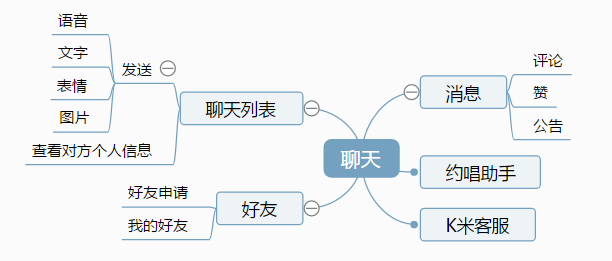 语音
文字
表情
图片
发送
查看对方个人信息
聊天列表
好友申请
我的好友
好友
聊天
消息
评论
赞
公告
约唱助手
K米客服